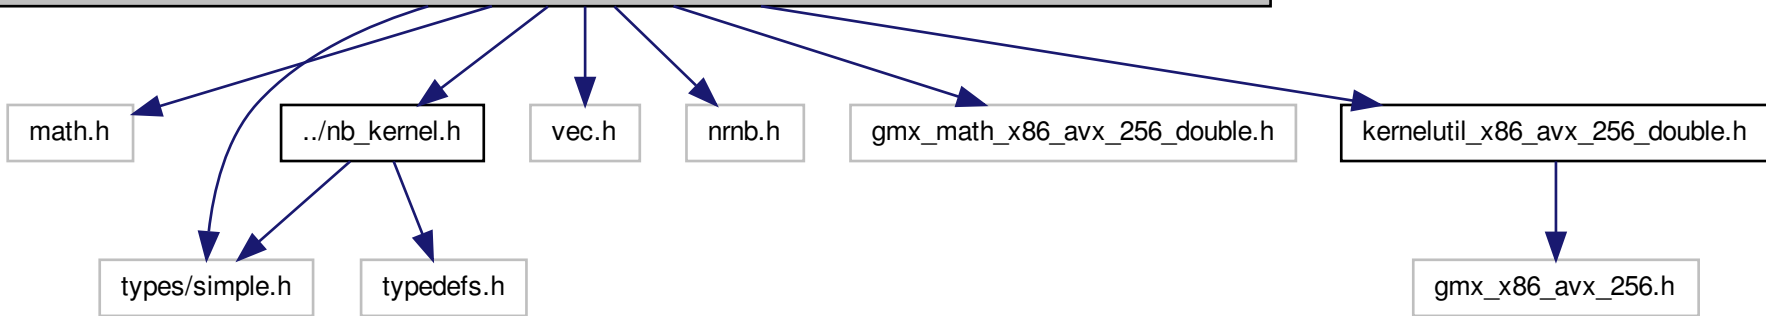 math.h
../nb_kernel.h
vec.h
nrnb.h
gmx_math_x86_avx_256_double.h
kernelutil_x86_avx_256_double.h
types/simple.h
typedefs.h
gmx_x86_avx_256.h